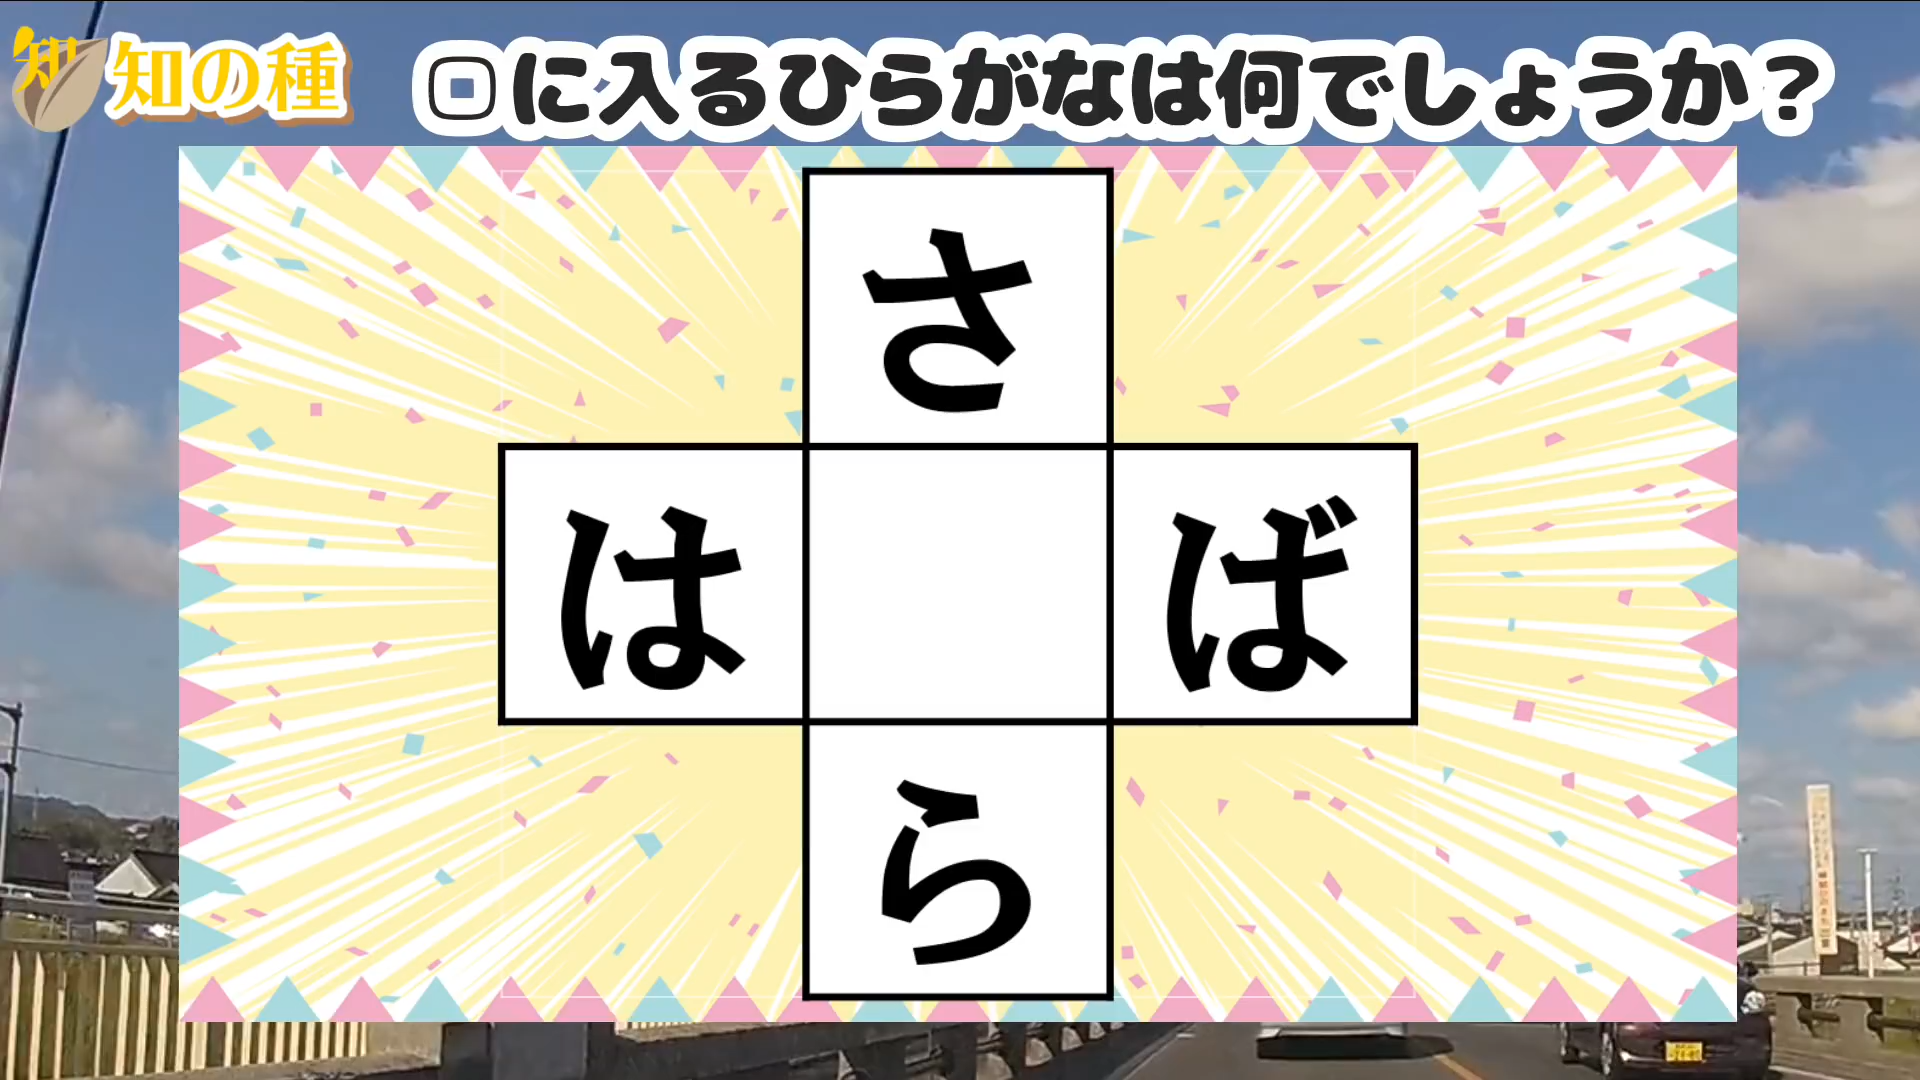 知 知の種
□に入るひらがなは何でしょうか？
さ
は ば
ら